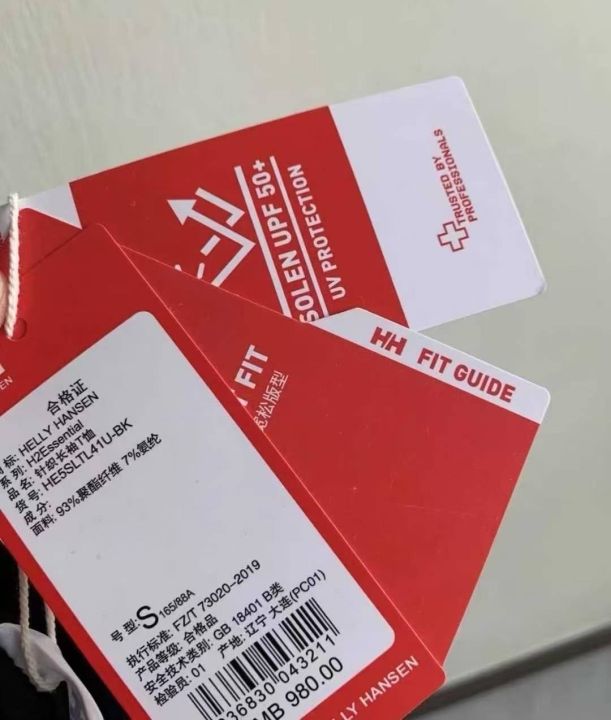 TRUSTED BY
PROFESSIONALS
SOLEN UPF 50+
UV PROTECTION
HH FIT GUIDE
FIT
松版型
合格证
标: HELLY HANSEN
系列: H2Essential
品名: 针织长袖T恤
货号: HE5SLTL41U-BK
成分:
面料: 93%聚酯纤维 7%氨纶
号 型: S 165/88A
执行标准: FZ/T 73020-2019
产品等级: 合格品
安全技术类别: GB 18401 B类
检验员: 01 产地: 辽宁 大连(PC01)
36830 043211
MB 980.00
LLY HANSEN